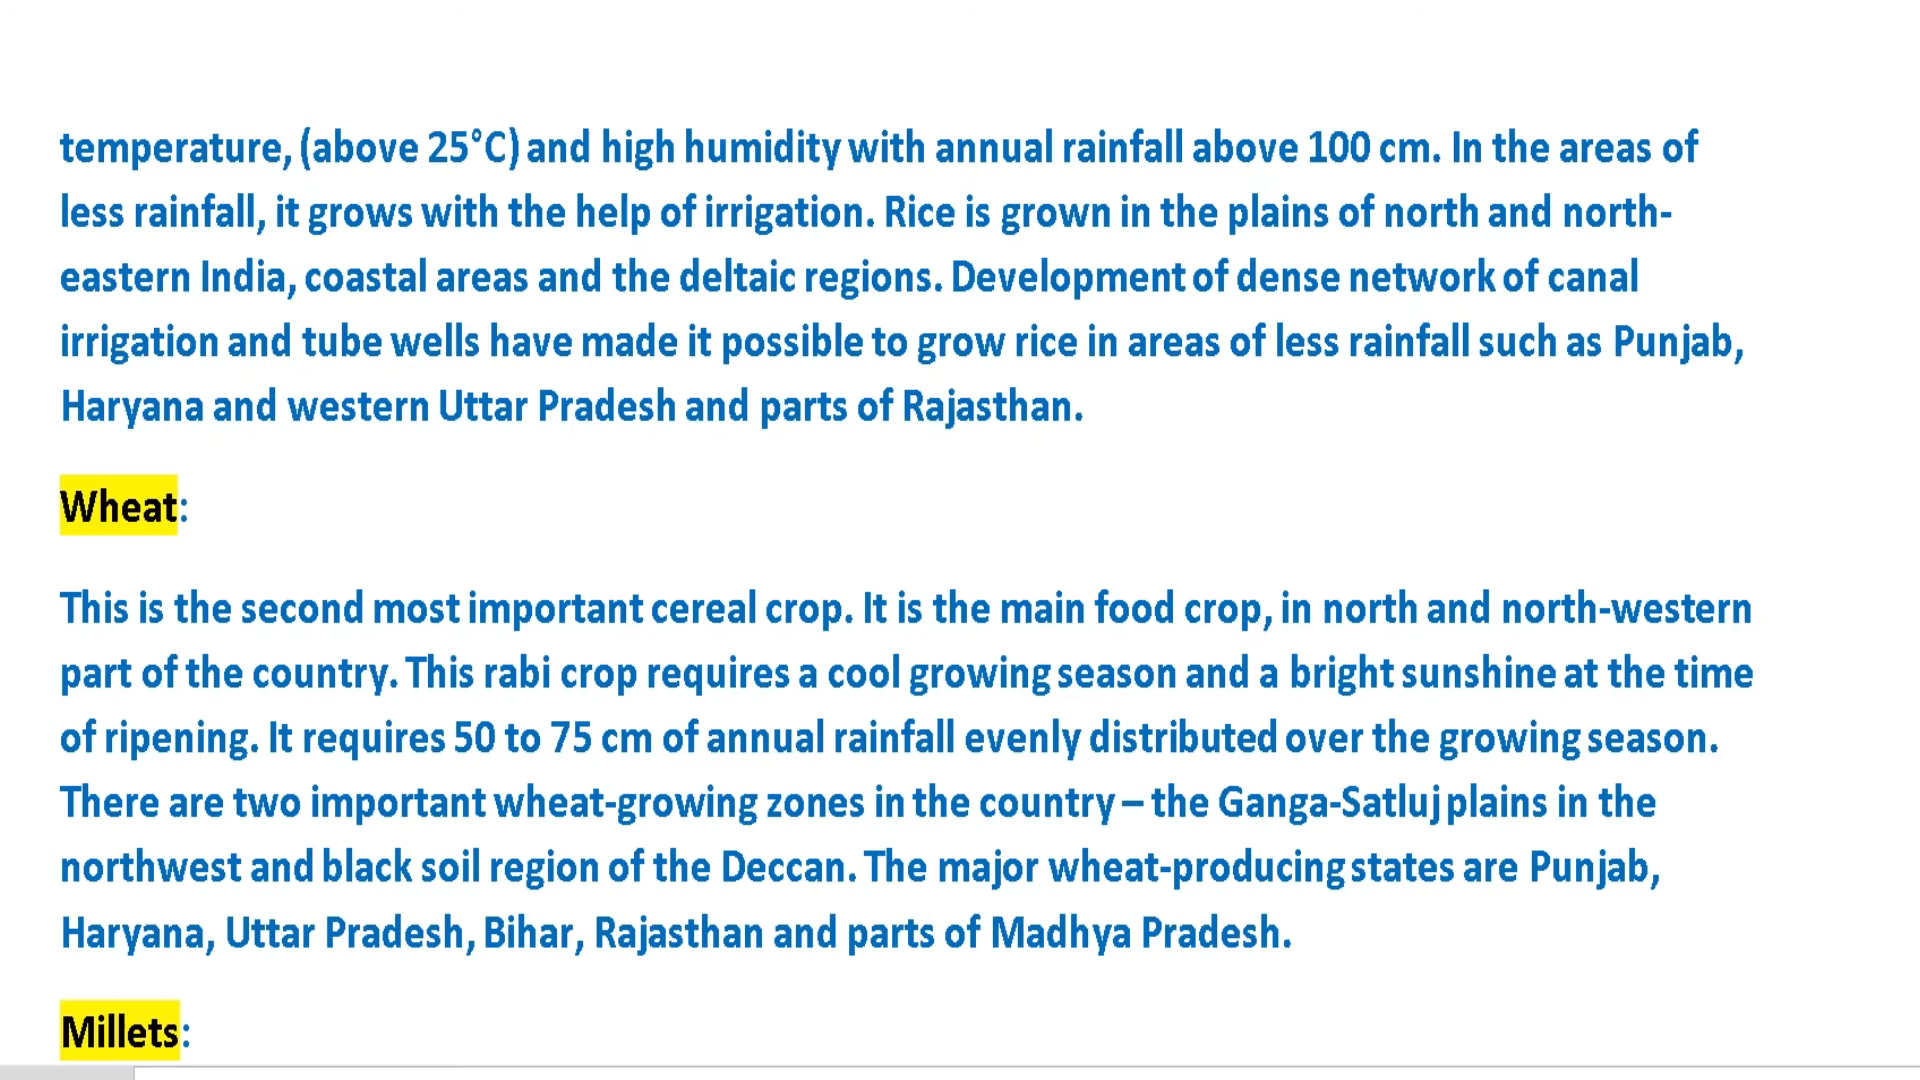 temperature, (above 25°C) and high humidity with annual rainfall above 100 cm. In the areas of
less rainfall, it grows with the help of irrigation. Rice is grown in the plains of north and north-
eastern India, coastal areas and the deltaic regions. Development of dense network of canal
irrigation and tube wells have made it possible to grow rice in areas of less rainfall such as Punjab,
Haryana and western Uttar Pradesh and parts of Rajasthan.
Wheat:
This is the second most important cereal crop. It is the main food crop, in north and north-western
part of the country. This rabi crop requires a cool growing season and a bright sunshine at the time
of ripening. It requires 50 to 75 cm of annual rainfall evenly distributed over the growing season.
There are two important wheat-growing zones in the country – the Ganga-Satluj plains in the
northwest and black soil region of the Deccan. The major wheat-producing states are Punjab,
Haryana, Uttar Pradesh, Bihar, Rajasthan and parts of Madhya Pradesh.
Millets: